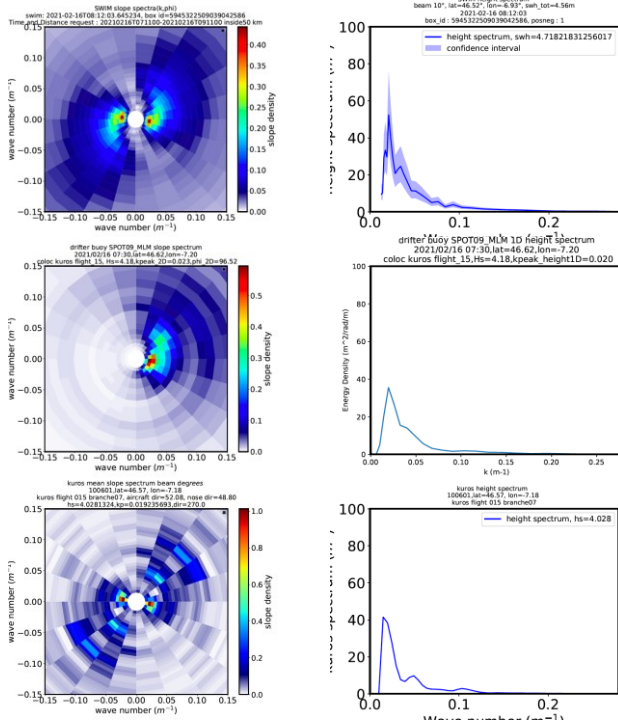 SWIM slope spectra(k,phi)
swim: 2021-02-16T08:12:03.645234, box id=5945322509039042586
Time and Distance request : 20210216T071100-20210216T091100 inside50 km
0.15
0.10
0.05
0.00
−0.05
−0.10
−0.15
wave number (m⁻¹)
−0.15 −0.10 −0.05 0.00 0.05 0.10 0.15
wave number (m⁻¹)
0.40
0.35
0.30
0.25
0.20
0.15
0.10
0.05
0.00
slope density
beam 10°, lat=46.52°, lon=-6.93°, swh_tot=4.56m
2021-02-16 08:12:03
box_id : 5945322509039042586, posneg : 1
height spectrum, swh=4.71821831256017
confidence interval
100
80
60
40
20
0
0.1 0.2
drifter buoy SPOT09_MLM slope spectrum
2021/02/16 07:30,lat=46.62,lon=-7.20
coloc kuros flight_15, Hs=4.18,kpeak_2D=0.023,phi_2D=96.52
0.15
0.10
0.05
0.00
−0.05
−0.10
−0.15
wave number (m⁻¹)
−0.15 −0.10 −0.05 0.00 0.05 0.10 0.15
wave number (m⁻¹)
0.5
0.4
0.3
0.2
0.1
0.0
slope density
drifter buoy SPOT09_MLM 1D height spectrum
2021/02/16 07:30,lat=46.62,lon=-7.20
coloc kuros flight_15,Hs=4.18,kpeak_height1D=0.020
100
80
60
40
20
0
Energy Density (m^2/rad/m)
0.00 0.05 0.10 0.15 0.20 0.25
k (m-1)
kuros mean slope spectrum beam degrees
100601,lat=46.57, lon=-7.18
kuros flight 015 branche07, aircraft dir=52.08, nose dir=48.80
hs=4.0281324,kp=0.019235693,dir=270.0
0.15
0.10
0.05
0.00
−0.05
−0.10
−0.15
wave number (m⁻¹)
−0.15 −0.10 −0.05 0.00 0.05 0.10 0.15
wave number (m⁻¹)
1.0
0.8
0.6
0.4
0.2
0.0
slope density
kuros height spectrum
100601,lat=46.57, lon=-7.18
kuros flight 015 branche07
height spectrum, hs=4.028
100
80
60
40
20
0
kuros spectrum
0.1 0.2
Wave number (m⁻¹)